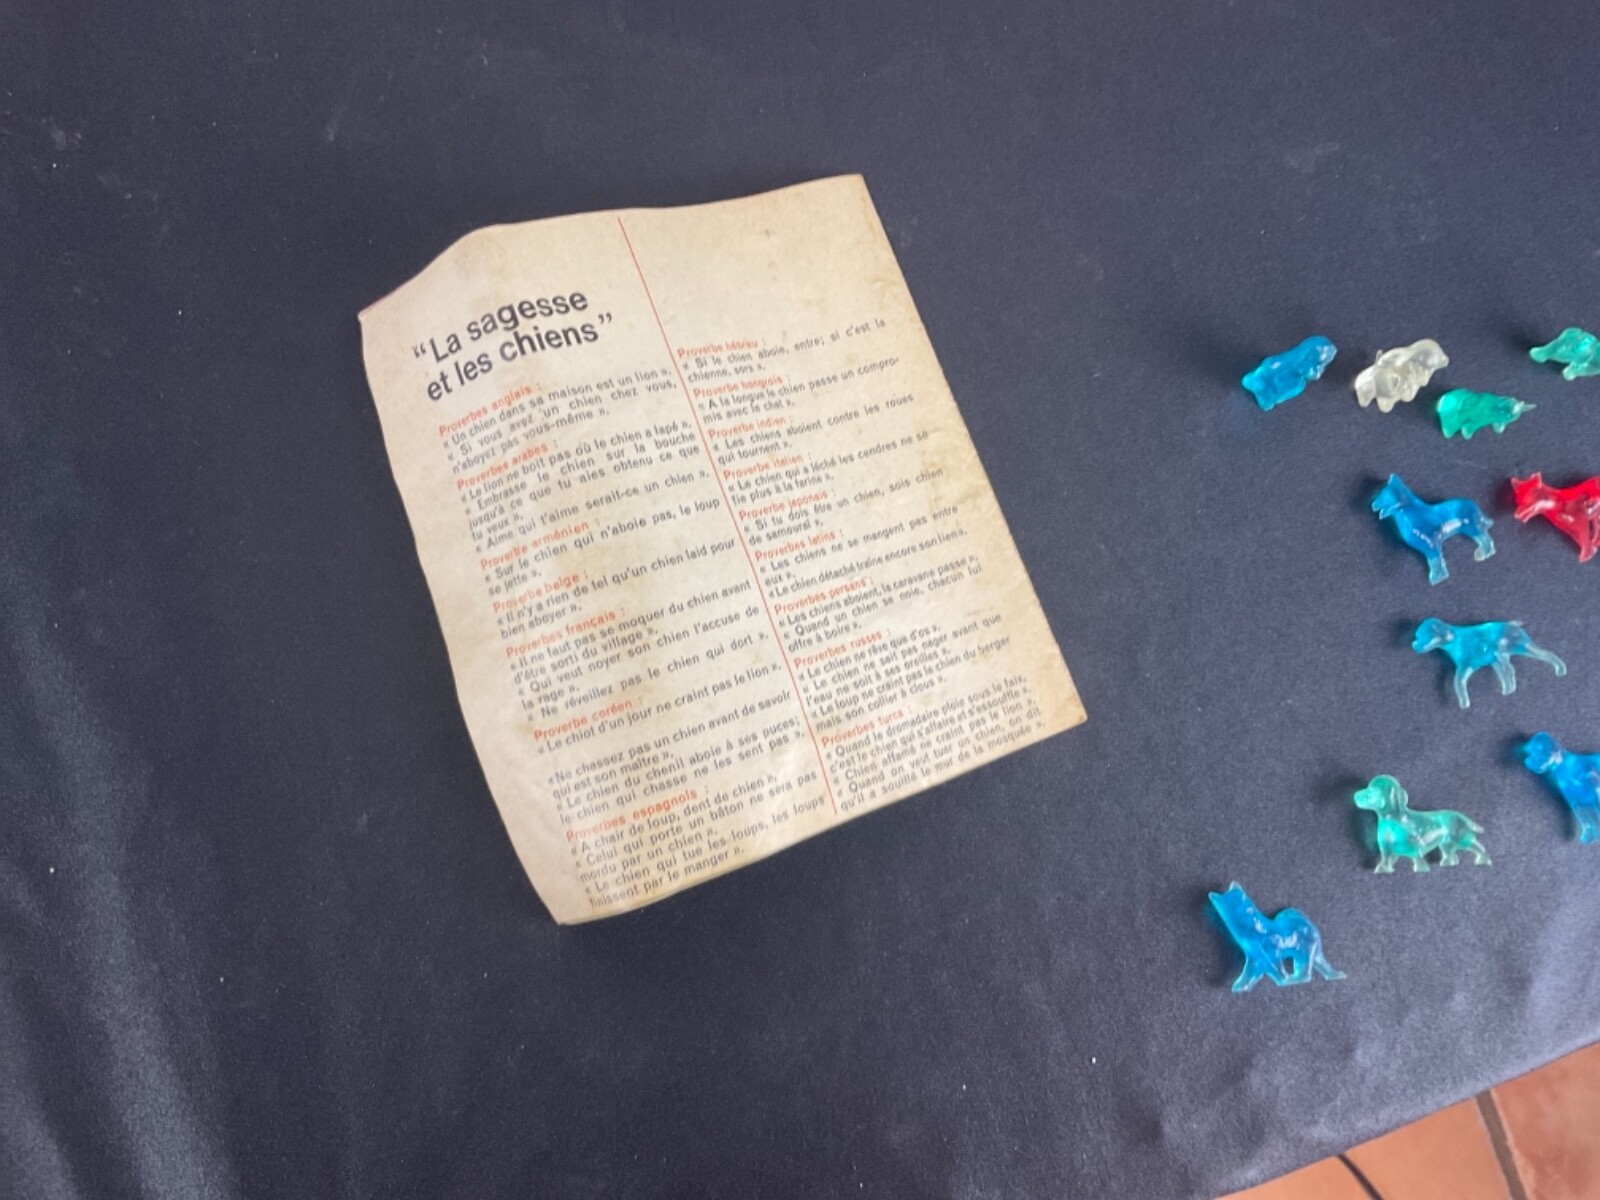 “La sagesse
et les chiens”
Proverbes anglais :
« Un chien dans sa maison est un lion ».
« Si vous avez un chien chez vous,
n'aboyez pas vous-même ».
Proverbes arabes :
« Le lion ne boit pas où le chien a lapé ».
« Embrasse le chien sur la bouche
jusqu'à ce que tu aies obtenu ce que
tu veux ».
« Aime qui t'aime serait-ce un chien ».
Proverbe arménien :
« Sur le chien qui n'aboie pas, le loup
se jette ».
Proverbe belge :
« Il n'y a rien de tel qu'un chien laid pour
bien aboyer ».
Proverbes français :
« Il ne faut pas se moquer du chien avant
d'être sorti du village ».
« Qui veut noyer son chien l'accuse de
la rage ».
« Ne réveillez pas le chien qui dort ».
Proverbe coréen :
« Le chiot d'un jour ne craint pas le lion ».
« Ne chassez pas un chien avant de savoir
qui est son maître ».
« Le chien du chenil aboie à ses puces;
le chien qui chasse ne les sent pas ».
Proverbes espagnols :
« A chair de loup, dent de chien ».
« Celui qui porte un bâton ne sera pas
mordu par un chien ».
« Le chien qui tue les loups, les loups
finissent par le manger ».
Proverbe hébreu :
« Si le chien aboie, entre; si c'est la
chienne, sors ».
Proverbe hongrois :
« A la longue le chien passe un compro-
mis avec le chat ».
Proverbe indien :
« Les chiens aboient contre les roues
qui tournent ».
Proverbe italien :
« Le chien qui a léché les cendres ne se
fie plus à la farine ».
Proverbe japonais :
« Si tu dois être un chien, sois chien
de samouraï ».
Proverbes latins :
« Les chiens ne se mangent pas entre
eux ».
« Le chien détaché traîne encore son lien ».
Proverbes persans :
« Les chiens aboient, la caravane passe ».
« Quand un chien se noie, chacun lui
offre à boire ».
Proverbes russes :
« Le chien ne rêve que d'os ».
« Le chien ne sait pas nager avant que
l'eau ne soit à ses oreilles ».
« Le loup ne craint pas le chien du berger
mais son collier à clous ».
Proverbes turcs :
« Quand le dromadaire ploie sous le faix,
c'est le chien qui s'affaire et s'essouffle ».
« Chien affamé ne craint pas le lion ».
« Quand on veut tuer un chien, on dit
qu'il a souillé le mur de la mosquée ».